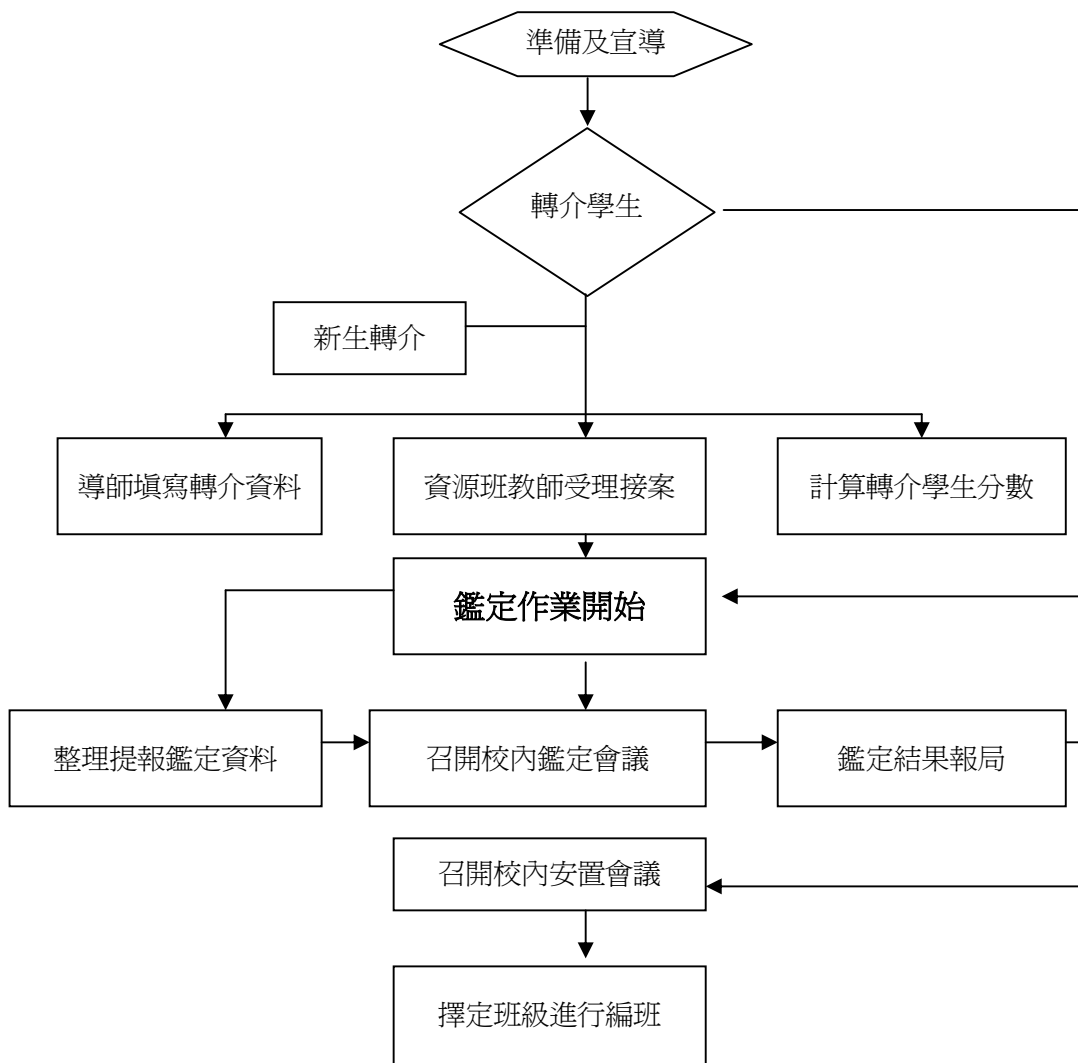 準備及宣導
轉介學生
新生轉介
導師填寫轉介資料
資源班教師受理接案
計算轉介學生分數
鑑定作業開始
整理提報鑑定資料
召開校內鑑定會議
鑑定結果報局
召開校內安置會議
擇定班級進行編班